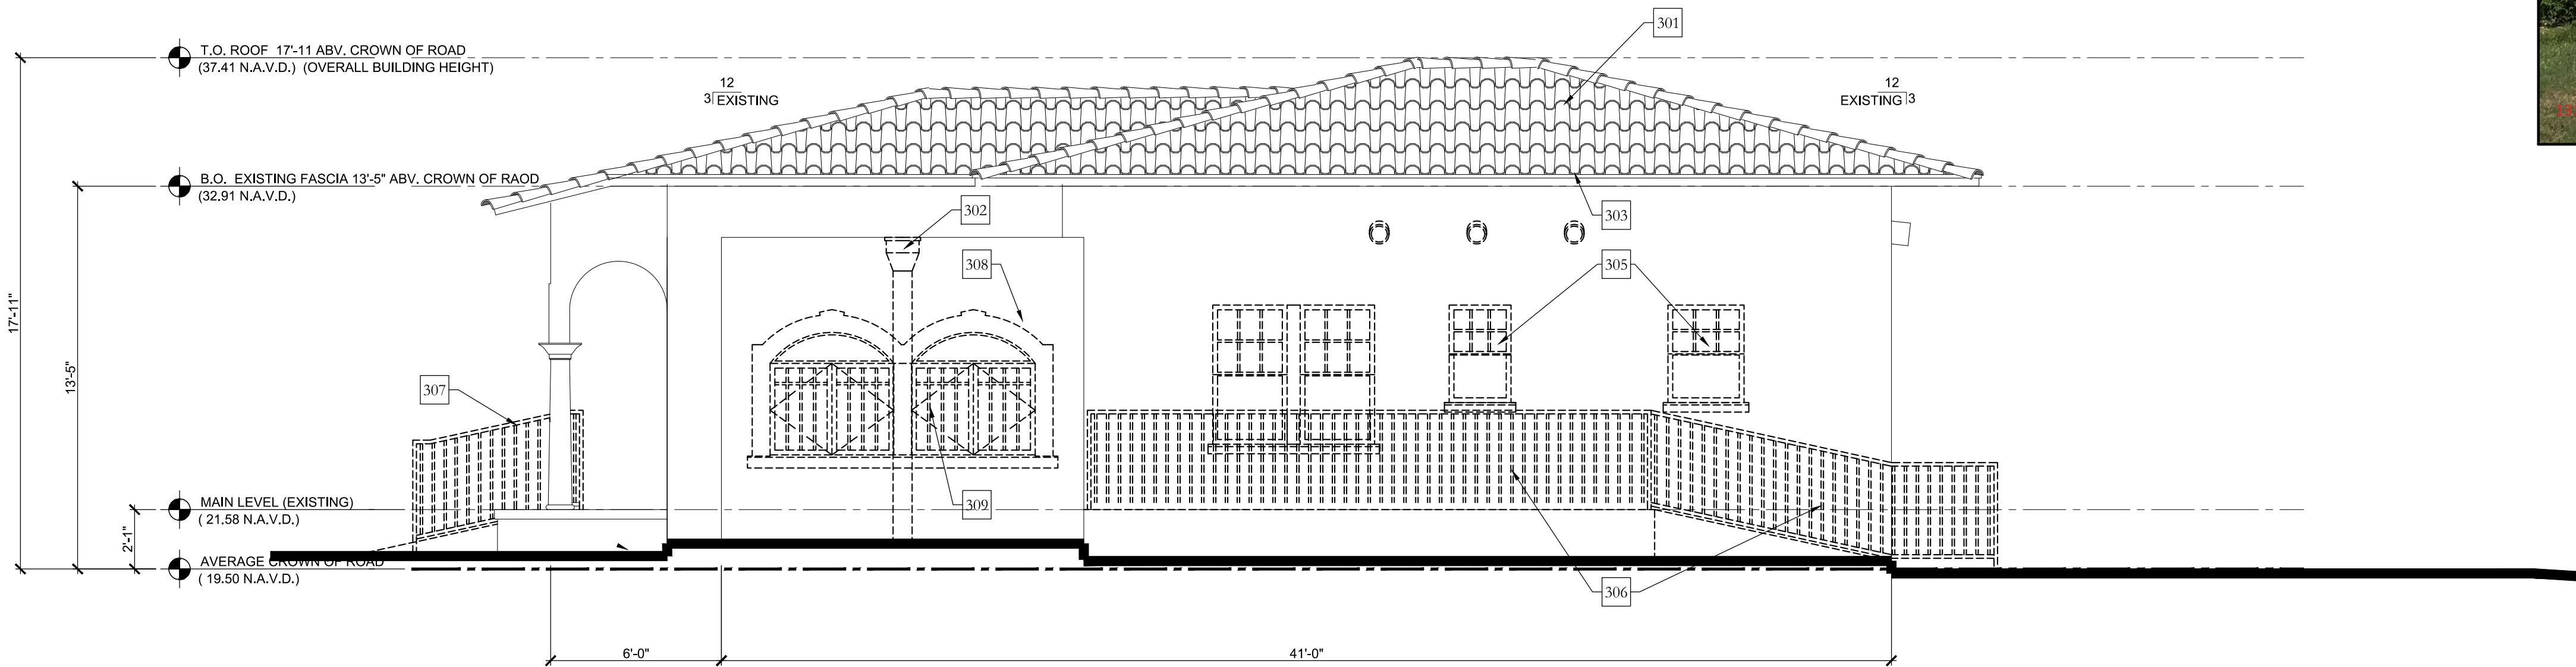 301
T.O. ROOF 17'-11 ABV. CROWN OF ROAD
(37.41 N.A.V.D.) (OVERALL BUILDING HEIGHT)
12
3 EXISTING
12
EXISTING 3
B.O. EXISTING FASCIA 13'-5" ABV. CROWN OF RAOD
(32.91 N.A.V.D.)
302
303
308
305
17'-11"
13'-5"
307
309
MAIN LEVEL (EXISTING)
( 21.58 N.A.V.D.)
2'-1"
AVERAGE CROWN OF ROAD
( 19.50 N.A.V.D.)
306
6'-0"
41'-0"